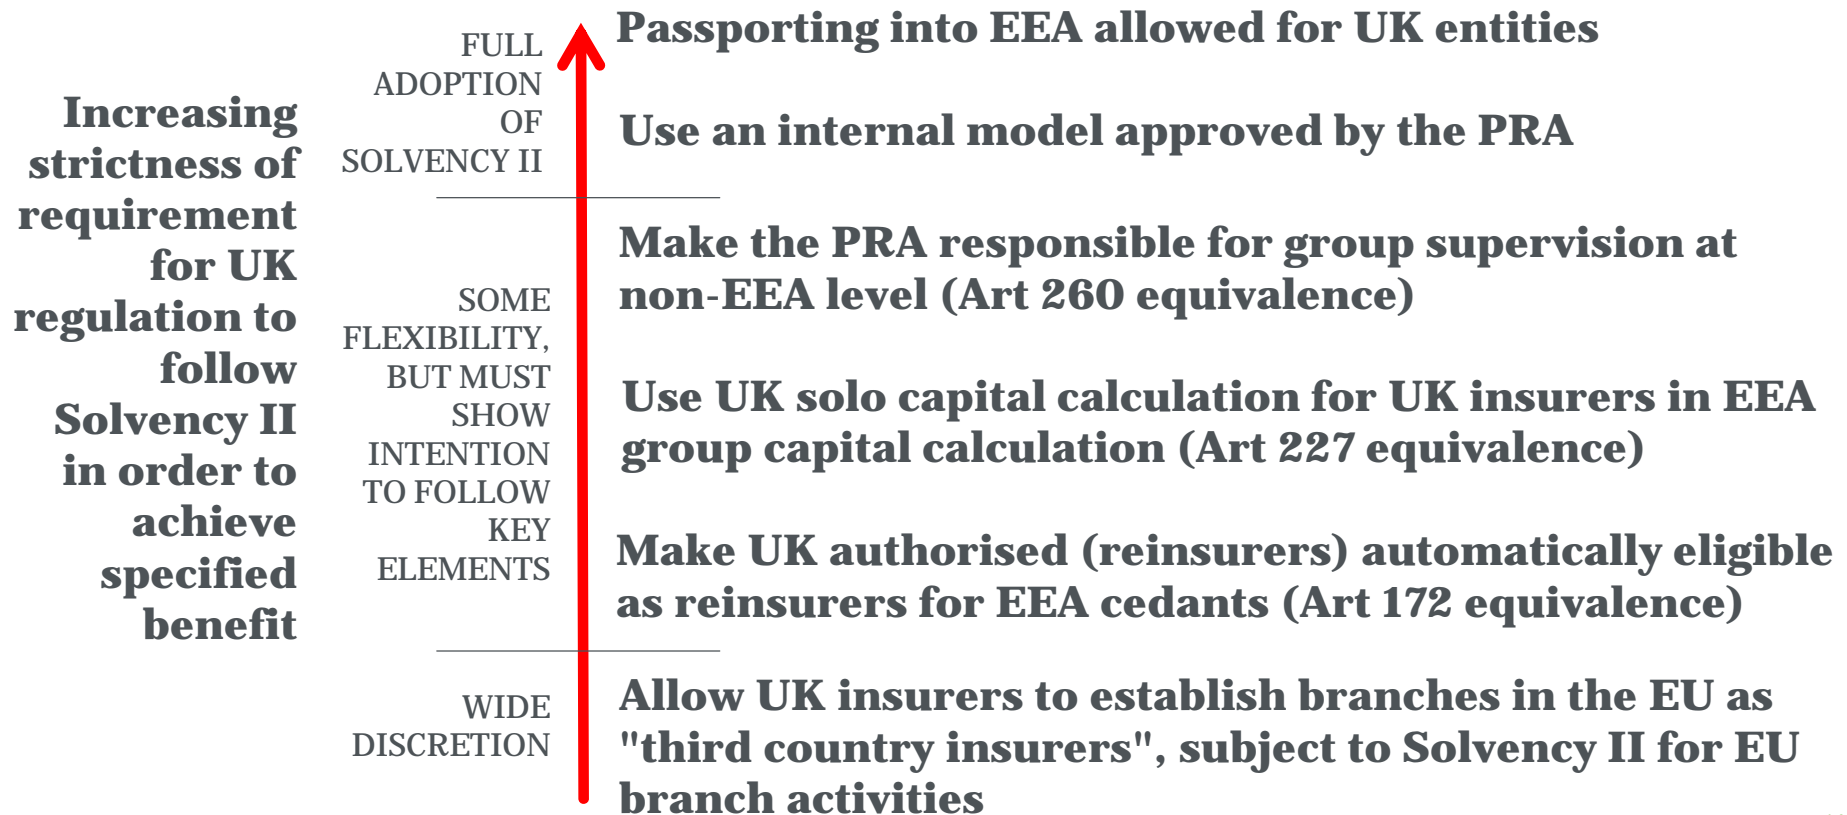 Increasing
strictness of
requirement
for UK
regulation to
follow
Solvency II
in order to
achieve
specified
benefit
FULL
ADOPTION
OF
SOLVENCY II
Passporting into EEA allowed for UK entities
Use an internal model approved by the PRA
SOME
FLEXIBILITY,
BUT MUST
SHOW
INTENTION
TO FOLLOW
KEY
ELEMENTS
Make the PRA responsible for group supervision at
non-EEA level (Art 260 equivalence)
Use UK solo capital calculation for UK insurers in EEA
group capital calculation (Art 227 equivalence)
Make UK authorised (reinsurers) automatically eligible
as reinsurers for EEA cedants (Art 172 equivalence)
WIDE
DISCRETION
Allow UK insurers to establish branches in the EU as
"third country insurers", subject to Solvency II for EU
branch activities